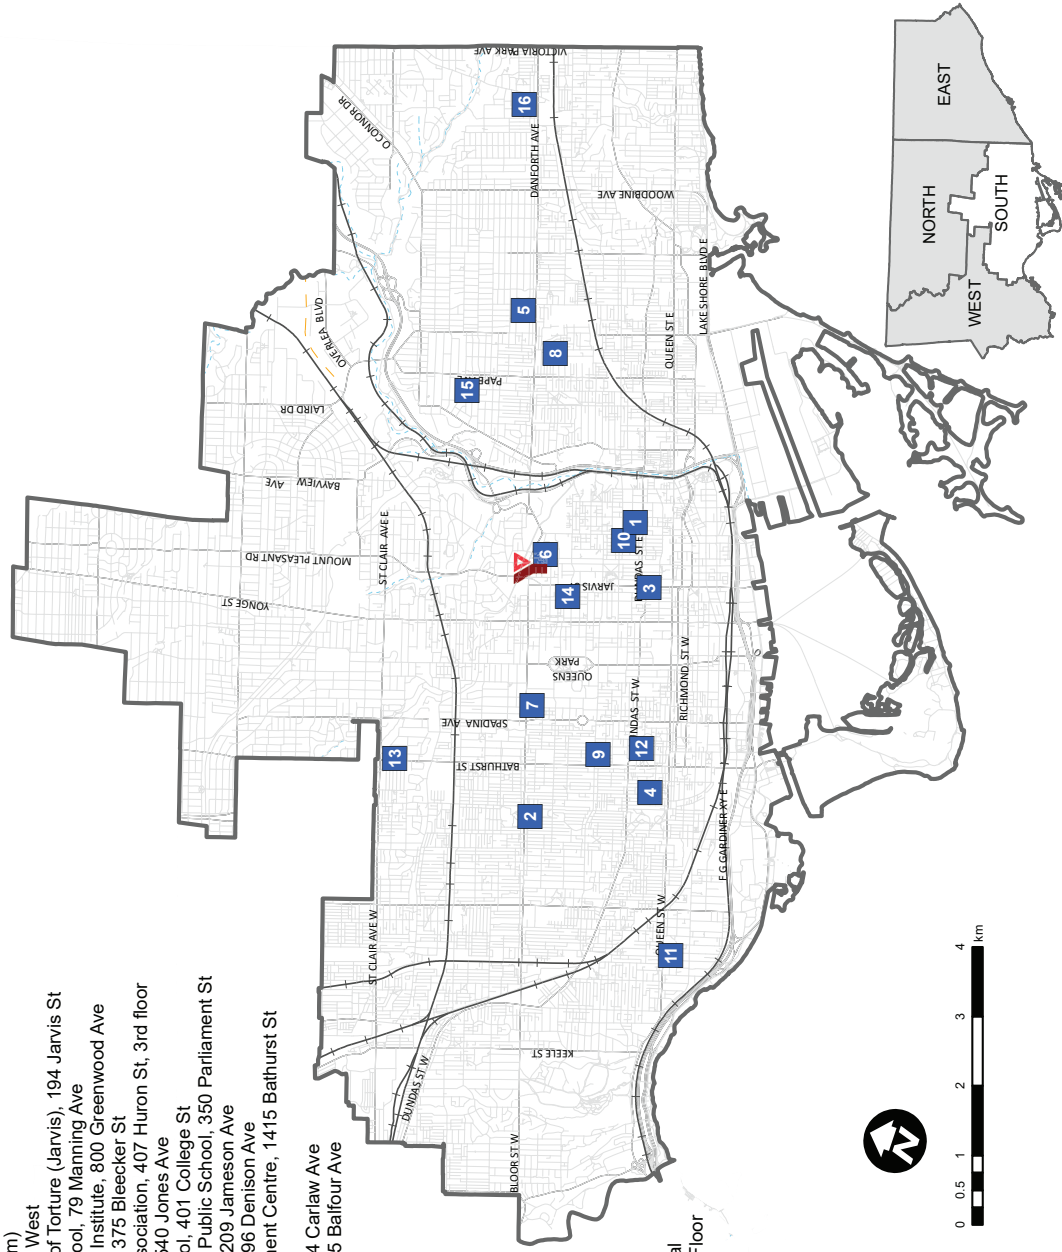 m)
West
of Torture (Jarvis), 194 Jarvis St
ool, 79 Manning Ave
Institute, 800 Greenwood Ave
375 Bleecker St
sociation, 407 Huron St, 3rd floor
540 Jones Ave
ol, 401 College St
Public School, 350 Parliament St
209 Jameson Ave
96 Denison Ave
ent Centre, 1415 Bathurst St
4 Carlaw Ave
5 Balfour Ave
al
Floor
VICTORIA PARK AVE
O CONNOR DR
16
DANFORTH AVE
WOODBINE AVE
LAKE SHORE BLVD E
OVERLEA BLVD
5
8
QUEEN ST E
15
PAPE AVE
LAIRD DR
BAYVIEW AVE
ST CLAIR AVE E
MOUNT PLEASANT RD
YONGE ST
6
10
1
DAS ST E
14
JARVIS
3
QUEENS PARK
RICHMOND ST W
7
SPADINA AVE
NDAS ST W
13
BATHURST ST
9
12
4
2
F G GARDINER XY E
ST CLAIR AVE W
QUEEN ST W
11
KEELE ST
DUNDAS ST W
BLOOR ST W
N
0 0.5 1 2 3 4
km
NORTH
EAST
SOUTH
WEST